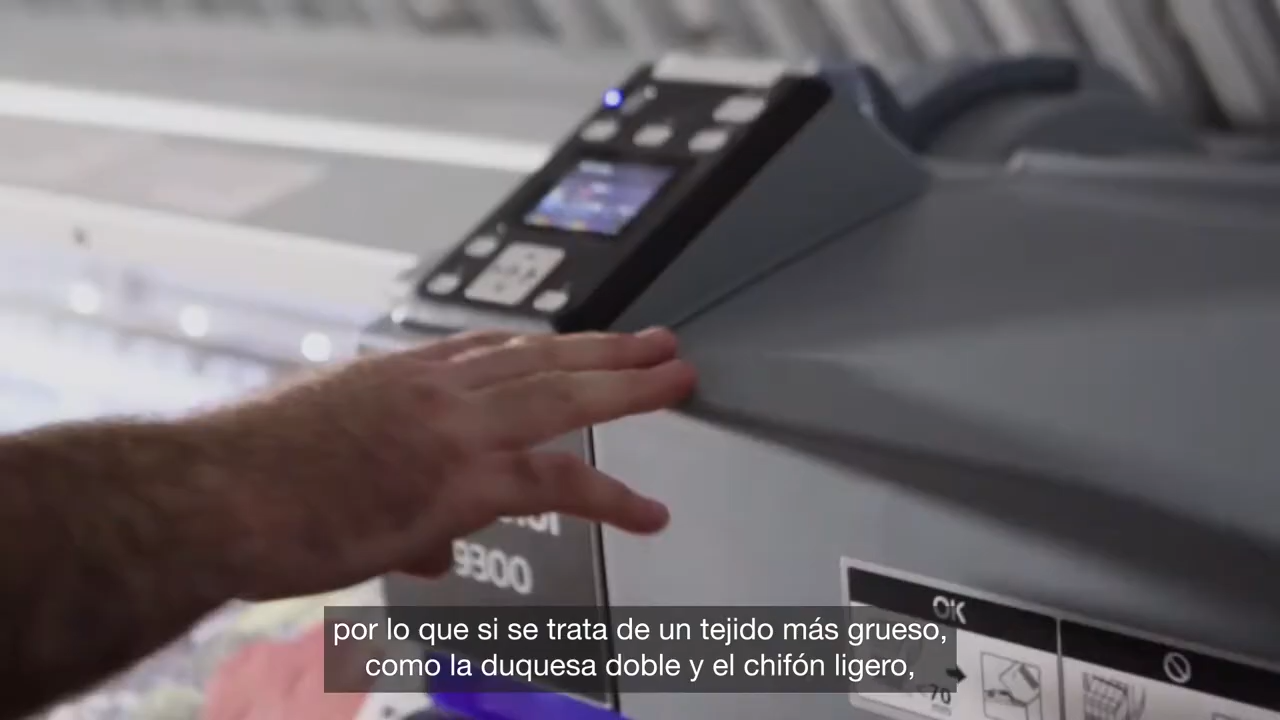 9300
OK
70
por lo que si se trata de un tejido más grueso,
como la duquesa doble y el chifón ligero,